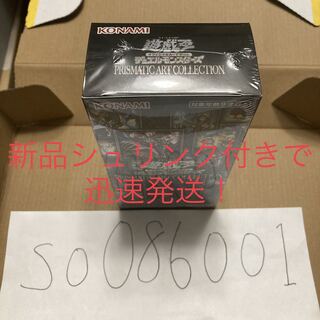 KONAMI
遊戯王
デュエルモンスターズ
PRISMATIC ART COLLECTION
KONAMI
新品シュリンク付きで
迅速発送！
so086001